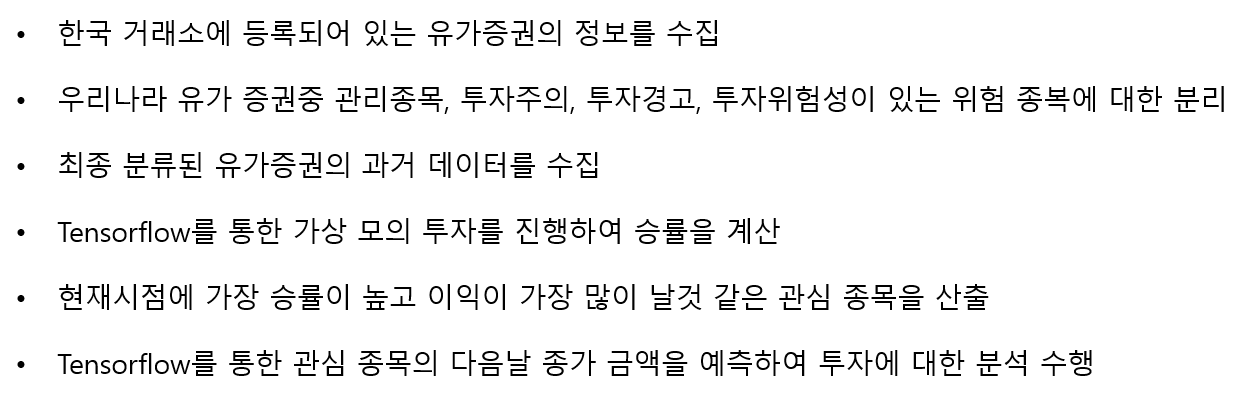 • 한국 거래소에 등록되어 있는 유가증권의 정보를 수집
• 우리나라 유가 증권중 관리종목, 투자주의, 투자경고, 투자위험성이 있는 위험 종복에 대한 분리
• 최종 분류된 유가증권의 과거 데이터를 수집
• Tensorflow를 통한 가상 모의 투자를 진행하여 승률을 계산
• 현재시점에 가장 승률이 높고 이익이 가장 많이 날것 같은 관심 종목을 산출
• Tensorflow를 통한 관심 종목의 다음날 종가 금액을 예측하여 투자에 대한 분석 수행